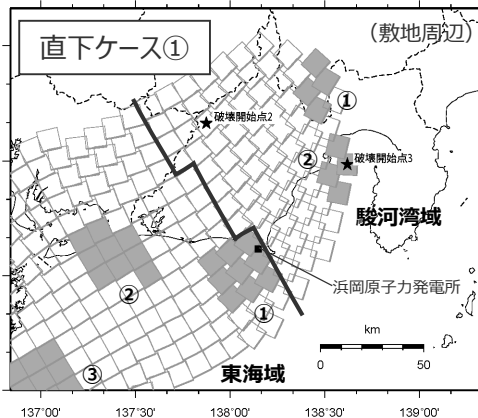 直下ケース①
(敷地周辺)
①
★破壊開始点2
②
★破壊開始点3
駿河湾域
浜岡原子力発電所
②
①
③
東海域
km
0 50
137°00' 137°30' 138°00' 138°30' 139°00'